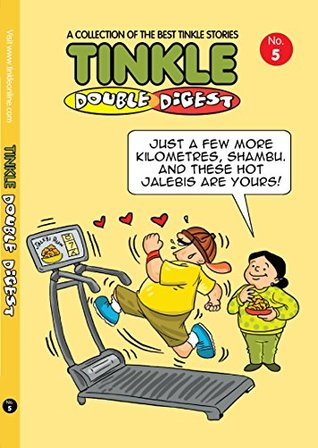 A COLLECTION OF THE BEST TINKLE STORIES
TINKLE
DOUBLE DIGEST
No.
5
JUST A FEW MORE
KILOMETRES, SHAMBU.
AND THESE HOT
JALEBIS ARE YOURS!
Visit www.tinkleonline.com
TINKLE DOUBLE DIGEST
No.
5